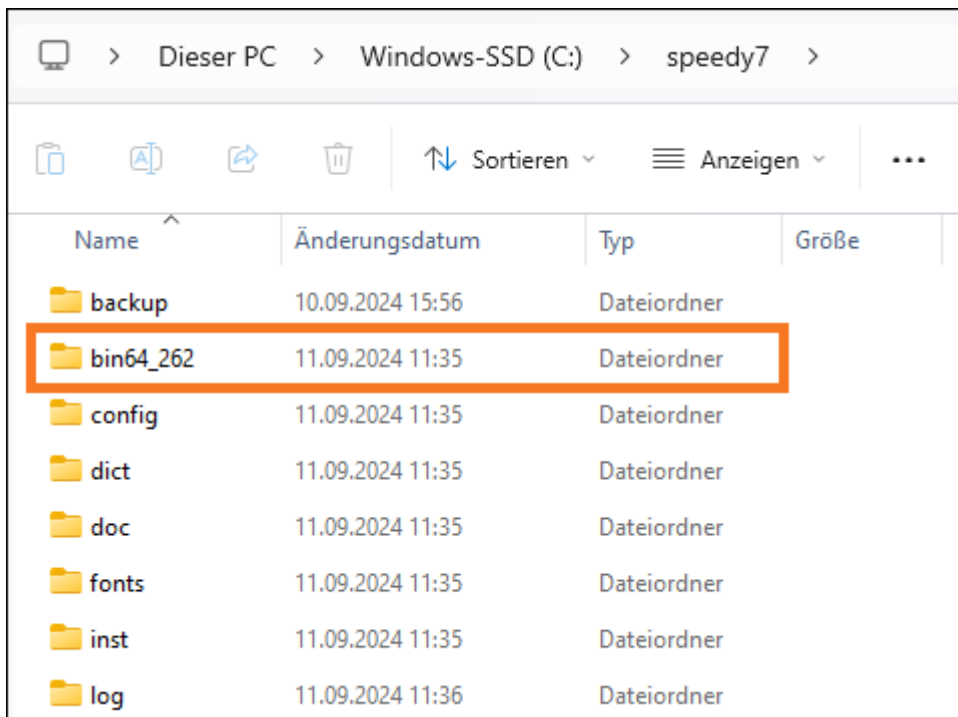 Dieser PC > Windows-SSD (C:) > speedy7 >
Sortieren Anzeigen
Name Änderungsdatum Typ Größe
backup 10.09.2024 15:56 Dateiordner
bin64_262 11.09.2024 11:35 Dateiordner
config 11.09.2024 11:35 Dateiordner
dict 11.09.2024 11:35 Dateiordner
doc 11.09.2024 11:35 Dateiordner
fonts 11.09.2024 11:35 Dateiordner
inst 11.09.2024 11:35 Dateiordner
log 11.09.2024 11:36 Dateiordner